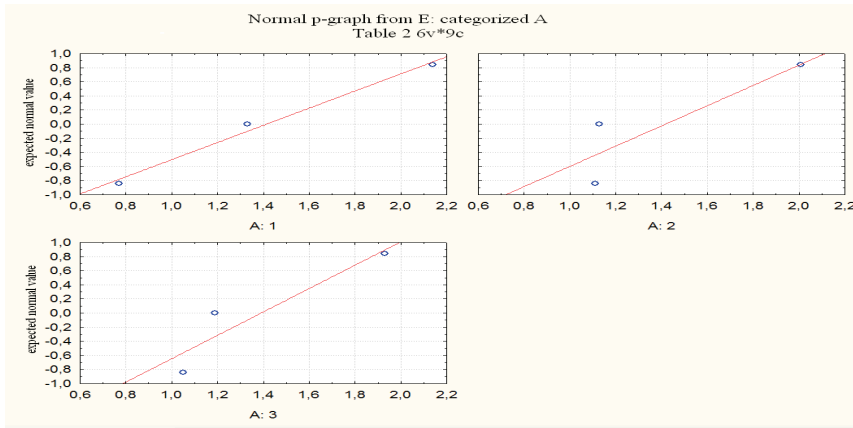 Normal p-graph from E: categorized A
Table 2 6v*9c
expected normal value
1,0
0,8
0,6
0,4
0,2
0,0
-0,2
-0,4
-0,6
-0,8
-1,0
0,6 0,8 1,0 1,2 1,4 1,6 1,8 2,0 2,2
A: 1
0,6 0,8 1,0 1,2 1,4 1,6 1,8 2,0 2,2
A: 2
expected normal value
1,0
0,8
0,6
0,4
0,2
0,0
-0,2
-0,4
-0,6
-0,8
-1,0
0,6 0,8 1,0 1,2 1,4 1,6 1,8 2,0 2,2
A: 3